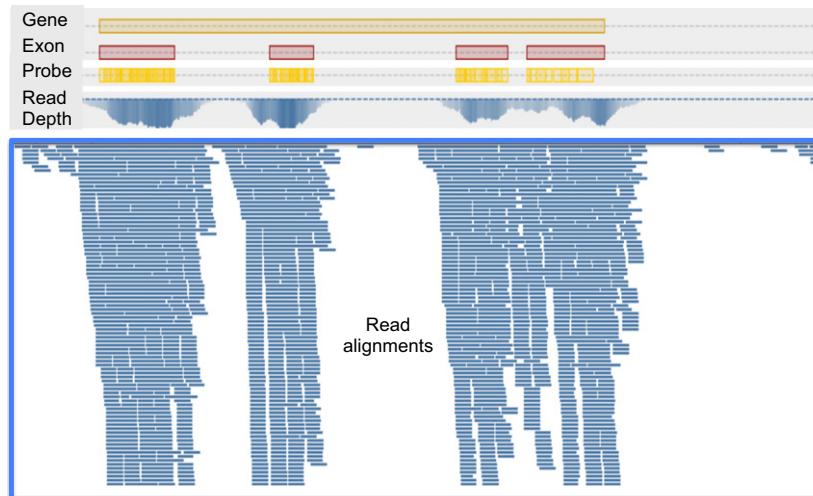 Gene
Exon
Probe
Read
Depth
Read
alignments